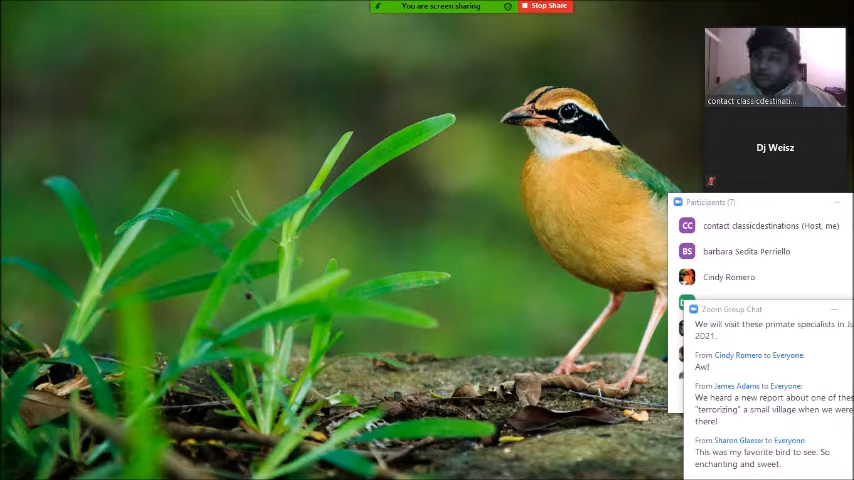 You are screen sharing
Stop Share
contact classicdestinati...
Dj Weisz
Participants (7)
CC contact classicdestinations (Host, me)
BS barbara Sedita Perriello
Cindy Romero
Zoom Group Chat
We will visit these primate specialists in
2021.
From Cindy Romero to Everyone:
Aw!
From James Adams to Everyone:
We heard a new report about one of
"terrorizing" a small village when we were
there!
From Sharon Glaeser to Everyone:
This was my favorite bird to see. So
enchanting and sweet.